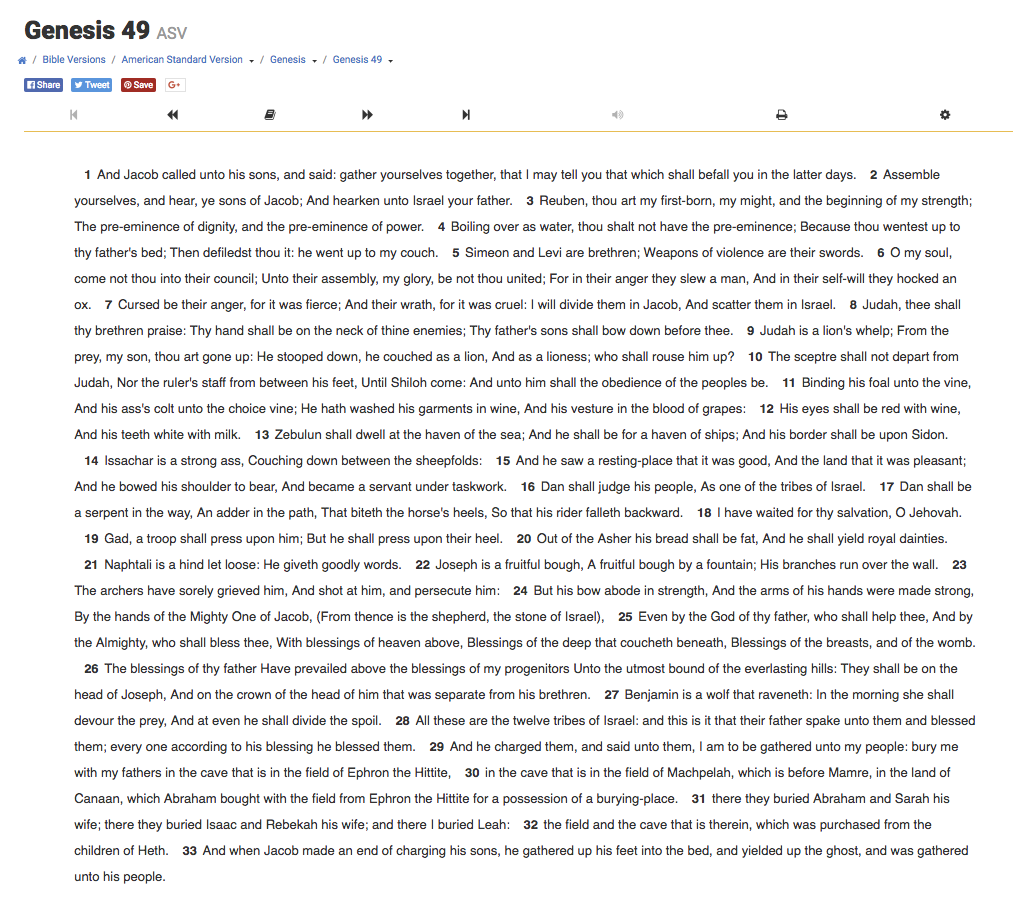 Genesis 49 ASV
/ Bible Versions / American Standard Version / Genesis / Genesis 49
Share Tweet Save G+
1 And Jacob called unto his sons, and said: gather yourselves together, that I may tell you that which shall befall you in the latter days. 2 Assemble
yourselves, and hear, ye sons of Jacob; And hearken unto Israel your father. 3 Reuben, thou art my first-born, my might, and the beginning of my strength;
The pre-eminence of dignity, and the pre-eminence of power. 4 Boiling over as water, thou shalt not have the pre-eminence; Because thou wentest up to
thy father's bed; Then defiledst thou it: he went up to my couch. 5 Simeon and Levi are brethren; Weapons of violence are their swords. 6 O my soul,
come not thou into their council; Unto their assembly, my glory, be not thou united; For in their anger they slew a man, And in their self-will they hocked an
ox. 7 Cursed be their anger, for it was fierce; And their wrath, for it was cruel: I will divide them in Jacob, And scatter them in Israel. 8 Judah, thee shall
thy brethren praise: Thy hand shall be on the neck of thine enemies; Thy father's sons shall bow down before thee. 9 Judah is a lion's whelp; From the
prey, my son, thou art gone up: He stooped down, he couched as a lion, And as a lioness; who shall rouse him up? 10 The sceptre shall not depart from
Judah, Nor the ruler's staff from between his feet, Until Shiloh come: And unto him shall the obedience of the peoples be. 11 Binding his foal unto the vine,
And his ass's colt unto the choice vine; He hath washed his garments in wine, And his vesture in the blood of grapes: 12 His eyes shall be red with wine,
And his teeth white with milk. 13 Zebulun shall dwell at the haven of the sea; And he shall be for a haven of ships; And his border shall be upon Sidon.
14 Issachar is a strong ass, Couching down between the sheepfolds: 15 And he saw a resting-place that it was good, And the land that it was pleasant;
And he bowed his shoulder to bear, And became a servant under taskwork. 16 Dan shall judge his people, As one of the tribes of Israel. 17 Dan shall be
a serpent in the way, An adder in the path, That biteth the horse's heels, So that his rider falleth backward. 18 I have waited for thy salvation, O Jehovah.
19 Gad, a troop shall press upon him; But he shall press upon their heel. 20 Out of the Asher his bread shall be fat, And he shall yield royal dainties.
21 Naphtali is a hind let loose: He giveth goodly words. 22 Joseph is a fruitful bough, A fruitful bough by a fountain; His branches run over the wall. 23
The archers have sorely grieved him, And shot at him, and persecute him: 24 But his bow abode in strength, And the arms of his hands were made strong,
By the hands of the Mighty One of Jacob, (From thence is the shepherd, the stone of Israel), 25 Even by the God of thy father, who shall help thee, And by
the Almighty, who shall bless thee, With blessings of heaven above, Blessings of the deep that coucheth beneath, Blessings of the breasts, and of the womb.
26 The blessings of thy father Have prevailed above the blessings of my progenitors Unto the utmost bound of the everlasting hills: They shall be on the
head of Joseph, And on the crown of the head of him that was separate from his brethren. 27 Benjamin is a wolf that raveneth: In the morning she shall
devour the prey, And at even he shall divide the spoil. 28 All these are the twelve tribes of Israel: and this is it that their father spake unto them and blessed
them; every one according to his blessing he blessed them. 29 And he charged them, and said unto them, I am to be gathered unto my people: bury me
with my fathers in the cave that is in the field of Ephron the Hittite, 30 in the cave that is in the field of Machpelah, which is before Mamre, in the land of
Canaan, which Abraham bought with the field from Ephron the Hittite for a possession of a burying-place. 31 there they buried Abraham and Sarah his
wife; there they buried Isaac and Rebekah his wife; and there I buried Leah: 32 the field and the cave that is therein, which was purchased from the
children of Heth. 33 And when Jacob made an end of charging his sons, he gathered up his feet into the bed, and yielded up the ghost, and was gathered
unto his people.